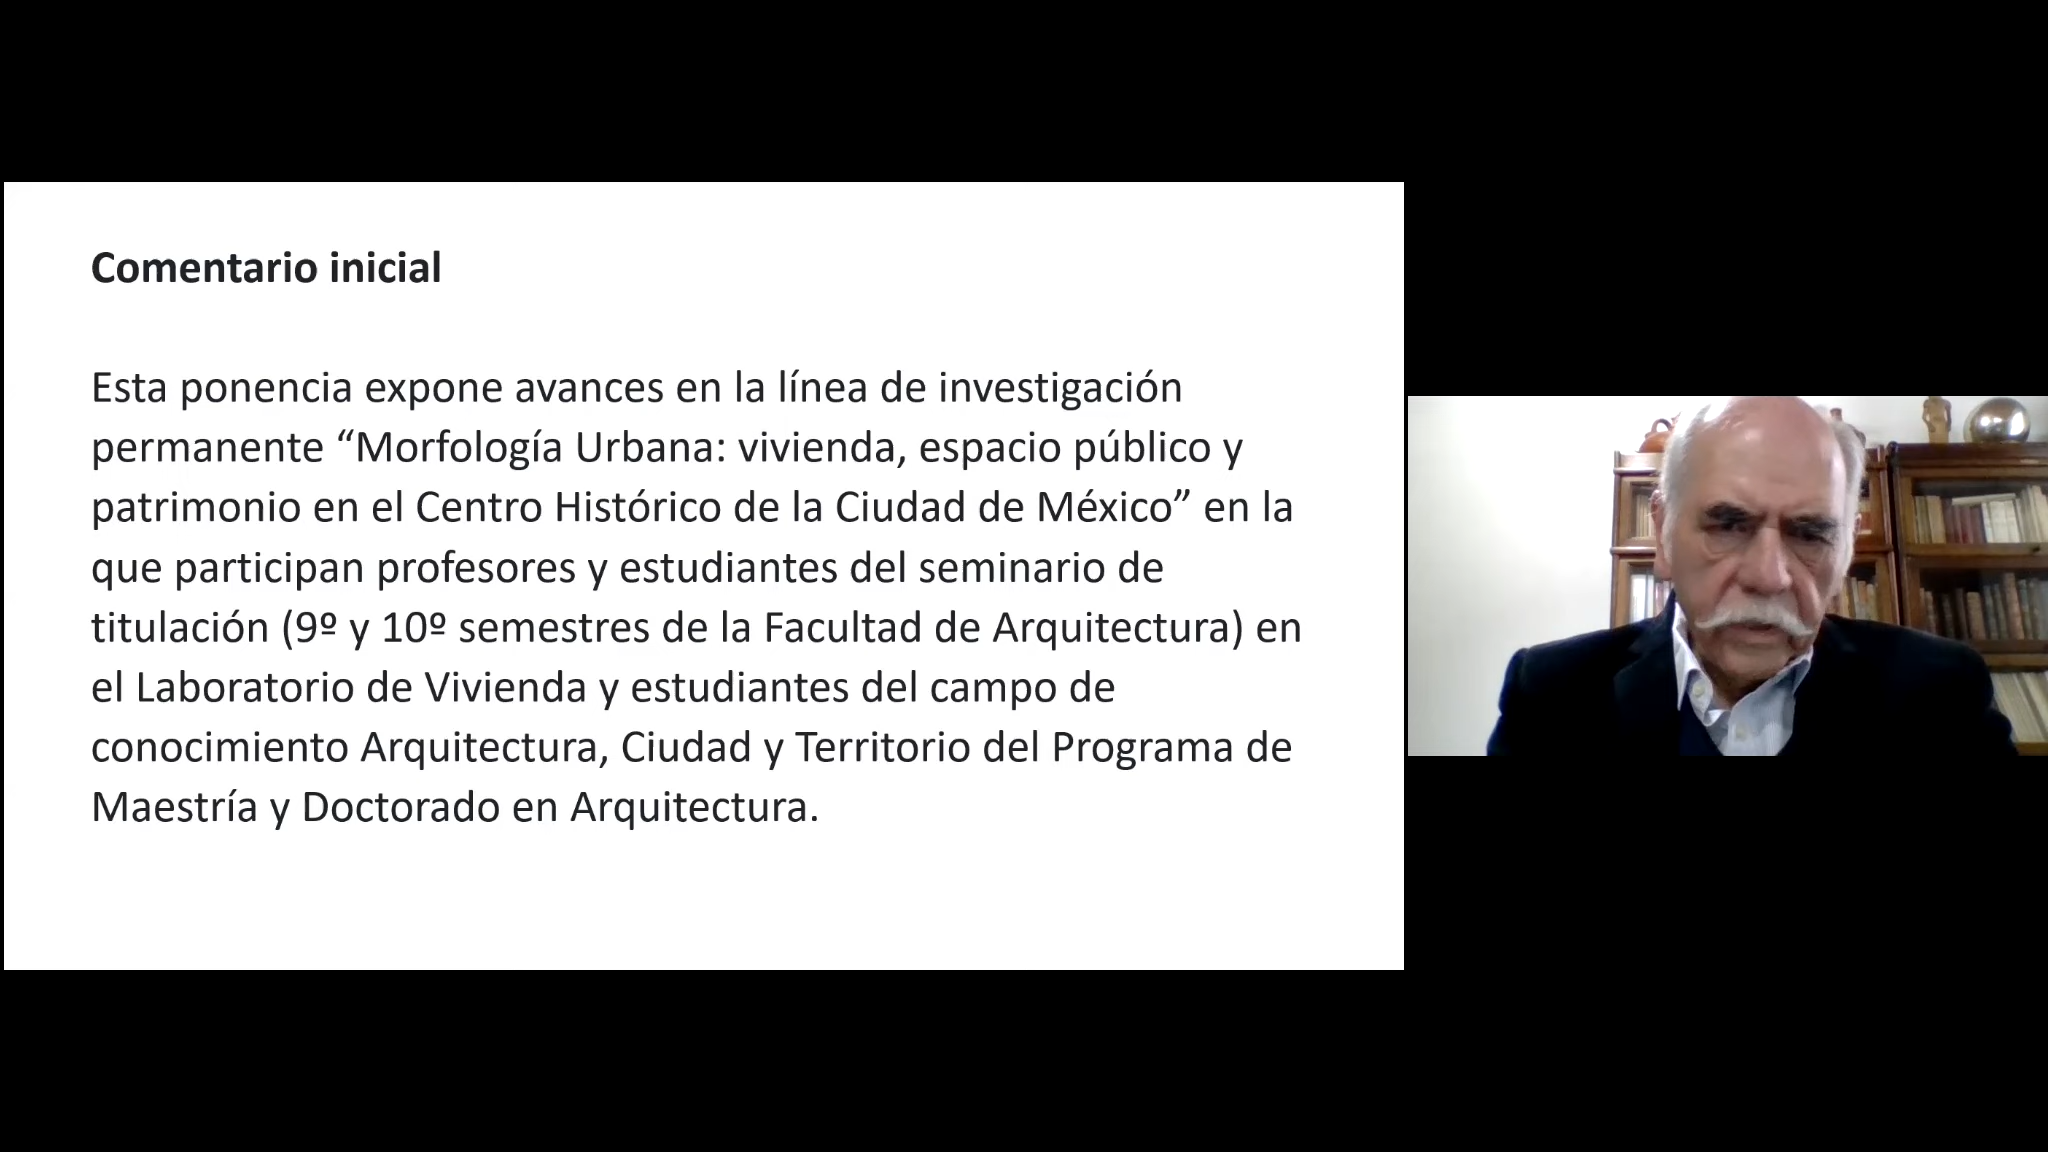 Comentario inicial
Esta ponencia expone avances en la línea de investigación
permanente “Morfología Urbana: vivienda, espacio público y
patrimonio en el Centro Histórico de la Ciudad de México” en la
que participan profesores y estudiantes del seminario de
titulación (9º y 10º semestres de la Facultad de Arquitectura) en
el Laboratorio de Vivienda y estudiantes del campo de
conocimiento Arquitectura, Ciudad y Territorio del Programa de
Maestría y Doctorado en Arquitectura.